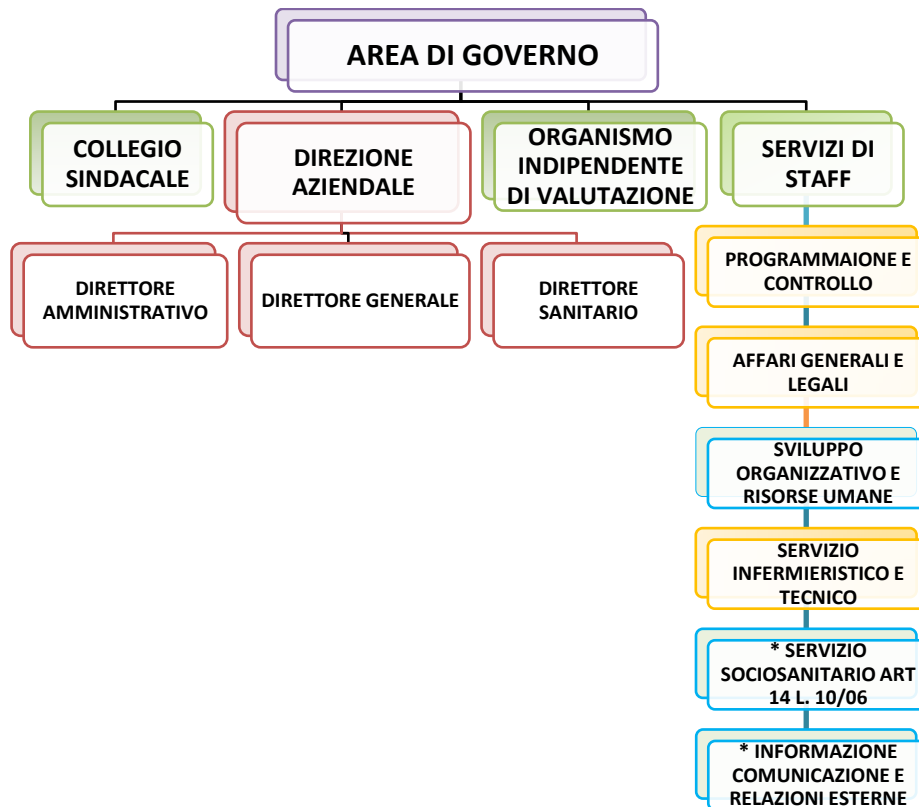 AREA DI GOVERNO
COLLEGIO
SINDACALE
DIREZIONE
AZIENDALE
ORGANISMO
INDIPENDENTE
DI VALUTAZIONE
SERVIZI DI
STAFF
DIRETTORE
AMMINISTRATIVO
DIRETTORE GENERALE
DIRETTORE
SANITARIO
PROGRAMMAIONE E
CONTROLLO
AFFARI GENERALI E
LEGALI
SVILUPPO
ORGANIZZATIVO E
RISORSE UMANE
SERVIZIO
INFERMIERISTICO E
TECNICO
* SERVIZIO
SOCIOSANITARIO ART
14 L. 10/06
* INFORMAZIONE
COMUNICAZIONE E
RELAZIONI ESTERNE